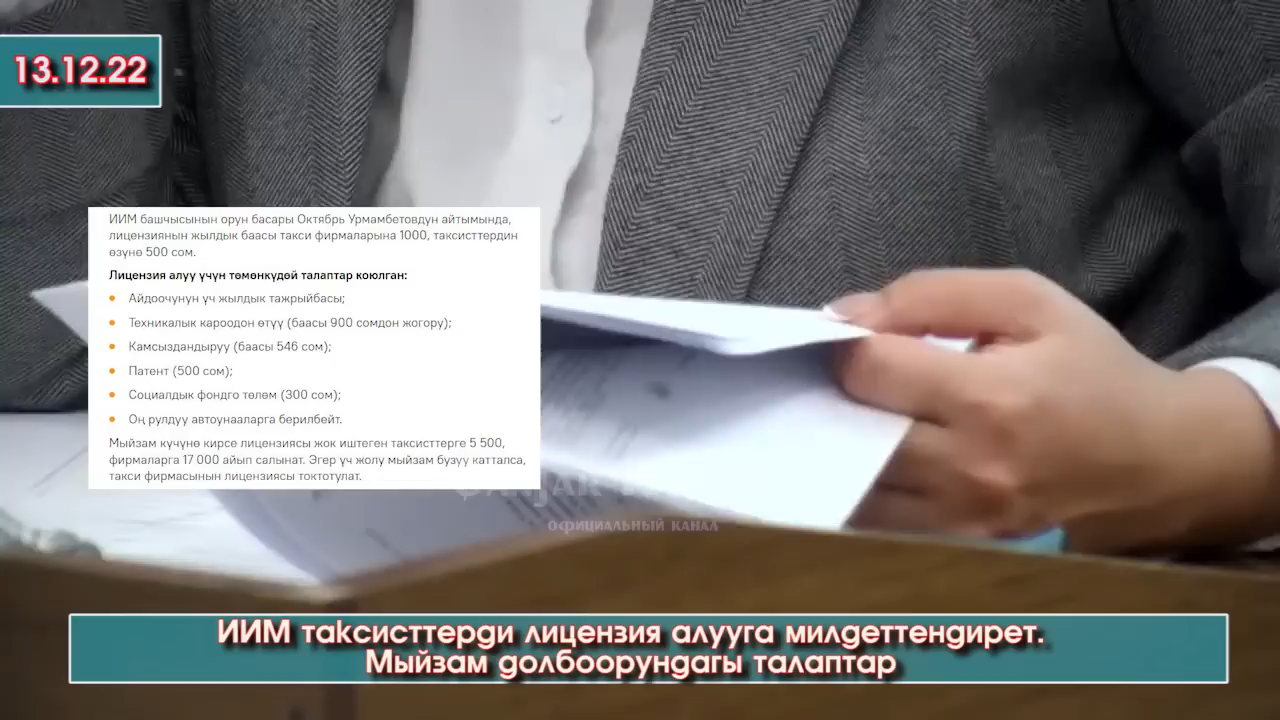 13.12.22
ИИМ башчысынын орун басары Октябрь Урмамбетовдун айтымында,
лицензиянын жылдык баасы такси фирмаларына 1000, таксисттердин
өзүнө 500 сом.
Лицензия алуу үчүн төмөнкүдөй талаптар коюлган:
Айдоочунун үч жылдык тажрыйбасы;
Техникалык кароодон өтүү (баасы 900 сомдон жогору);
Камсыздандыруу (баасы 546 сом);
Патент (500 сом);
Социалдык фондго төлөм (300 сом);
Оң рулдуу автоунааларга берилбейт.
Мыйзам күчүнө кирсе лицензиясы жок иштеген таксисттерге 5 500,
фирмаларга 17 000 айып салынат. Эгер үч жолу мыйзам бузуу катталса,
такси фирмасынын лицензиясы токтотулат.
официальный канал
ИИМ таксисттерди лицензия алууга милдеттендирет.
Мыйзам долбоорундагы талаптар